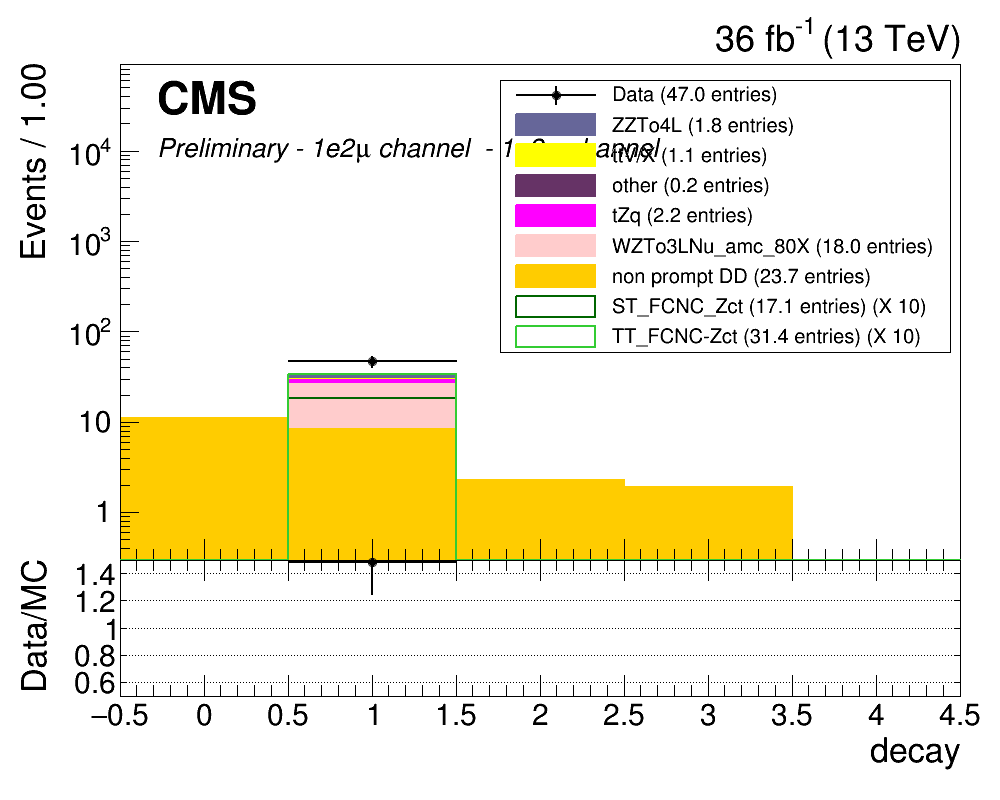 36 fb-1 (13 TeV)
CMS
Preliminary - 1e2μ channel - 1e2μ channel
Data (47.0 entries)
ZZTo4L (1.8 entries)
ttV/X (1.1 entries)
other (0.2 entries)
tZq (2.2 entries)
WZTo3LNu_amc_80X (18.0 entries)
non prompt DD (23.7 entries)
ST_FCNC_Zct (17.1 entries) (X 10)
TT_FCNC-Zct (31.4 entries) (X 10)
Events / 1.00
10^4
10^3
10^2
10
1
Data/MC
1.4
1.2
1
0.8
0.6
−0.5 0 0.5 1 1.5 2 2.5 3 3.5 4 4.5
decay